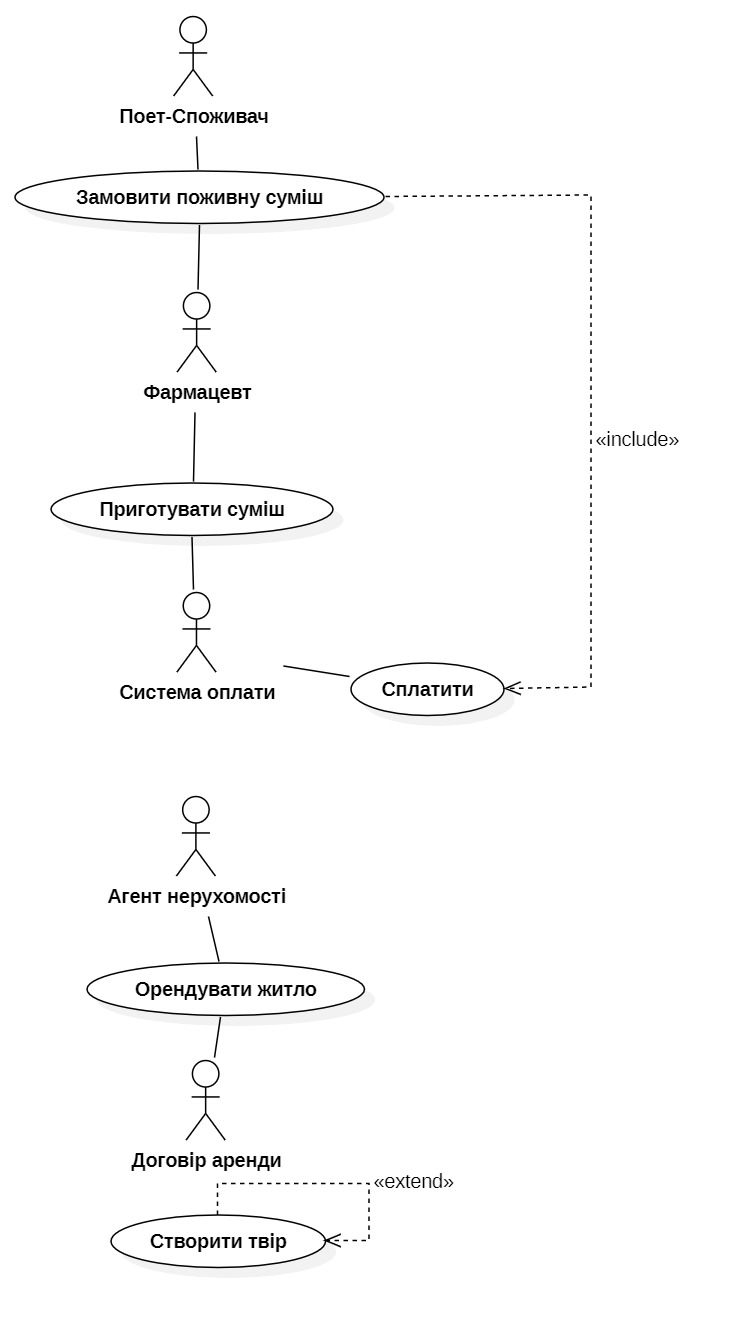 Поет-Споживач
Замовити поживну суміш
Фармацевт
«include»
Приготувати суміш
Система оплати
Сплатити
Агент нерухомості
Орендувати житло
Договір аренди
«extend»
Створити твір